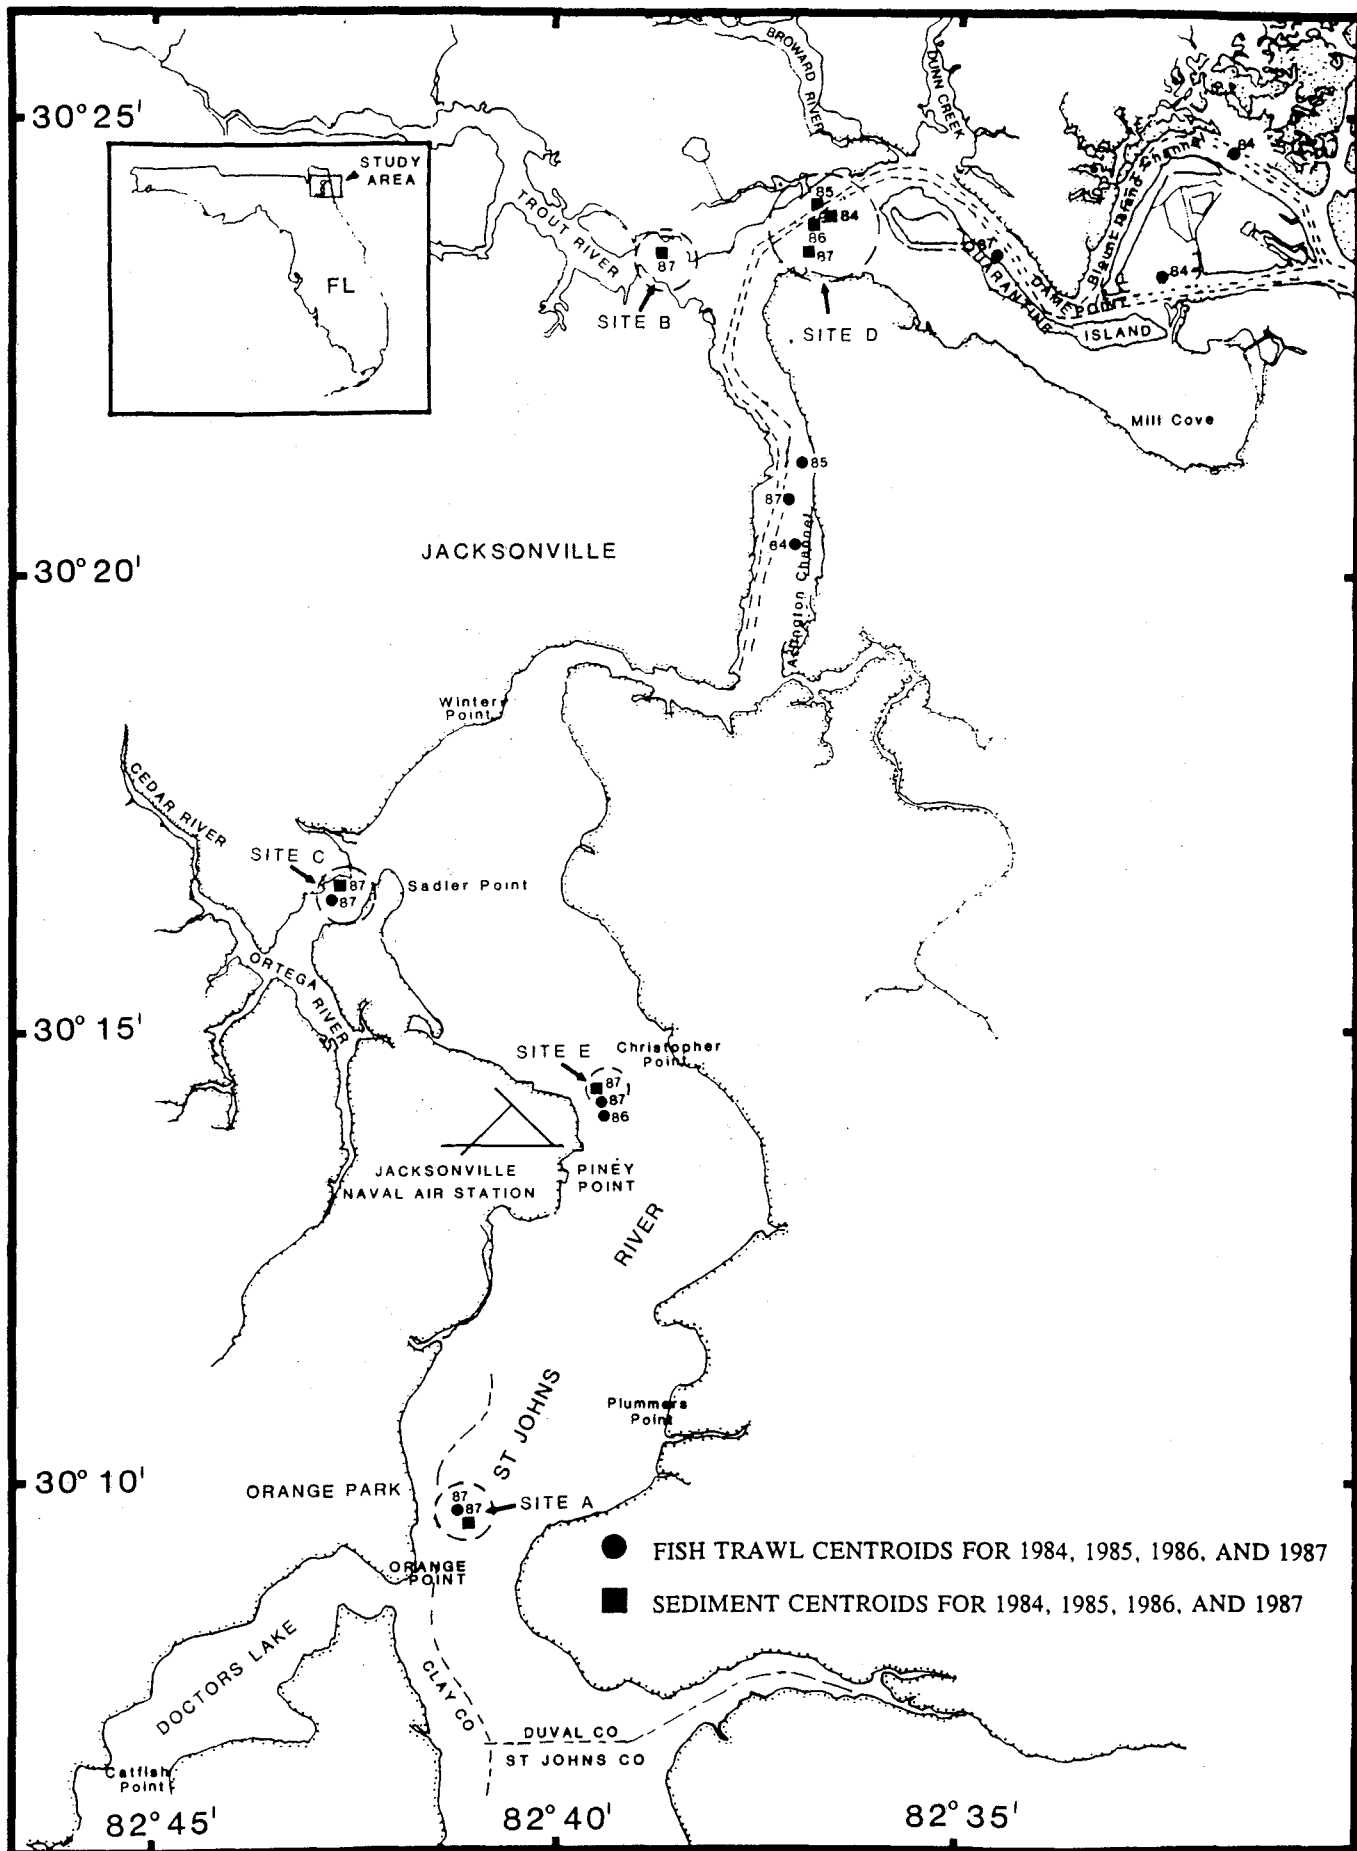 BROWARD RIVER
DUNN CREEK
30° 25'
STUDY
AREA
FL
TROUT RIVER
87
SITE B
85
84
86
87
SITE D
87
QUARANTINE
ISLAND
DAME POINT
Blount Island Channel
84
84
Mill Cove
85
87
84
Arlington Channel
JACKSONVILLE
30° 20'
Winter
Point
CEDAR RIVER
SITE C
87
87
Sadler Point
ORTEGA RIVER
30° 15'
SITE E
Christopher
Point
87
87
86
JACKSONVILLE
NAVAL AIR STATION
PINEY
POINT
ST JOHNS
RIVER
Plummers
Point
30° 10'
ORANGE PARK
87
87
SITE A
ORANGE
POINT
FISH TRAWL CENTROIDS FOR 1984, 1985, 1986, AND 1987
SEDIMENT CENTROIDS FOR 1984, 1985, 1986, AND 1987
DOCTORS LAKE
CLAY CO
DUVAL CO
ST JOHNS CO
Catfish
Point
82° 45'
82° 40'
82° 35'